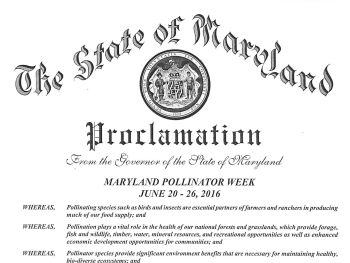 The State of Maryland
Proclamation
From the Governor of the State of Maryland
MARYLAND POLLINATOR WEEK
JUNE 20 - 26, 2016
WHEREAS, Pollinating species such as birds and insects are essential partners of farmers and ranchers in producing
much of our food supply; and
WHEREAS, Pollination plays a vital role in the health of our national forests and grasslands, which provide forage,
fish and wildlife, timber, water, mineral resources, and recreational opportunities as well as enhanced
economic development opportunities for communities; and
WHEREAS, Pollinator species provide significant environment benefits that are necessary for maintaining healthy,
bio-diverse ecosystems; and